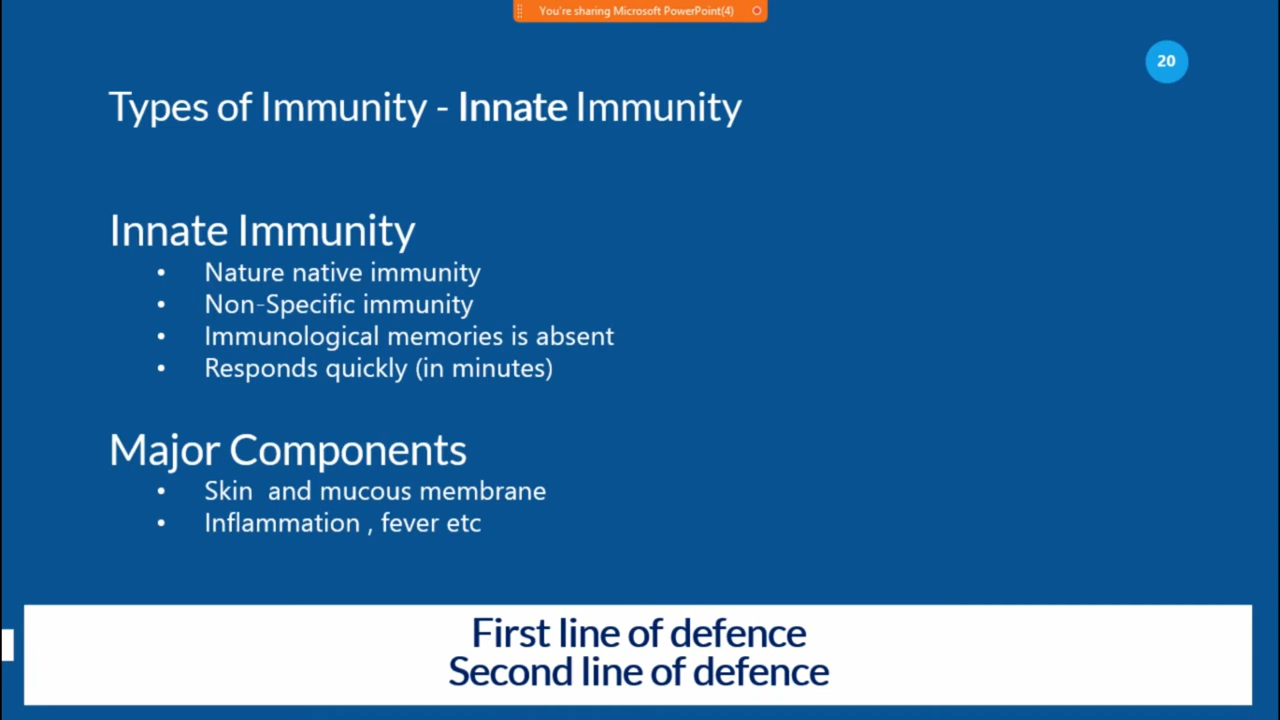 You're sharing Microsoft PowerPoint(4)
20
Types of Immunity - Innate Immunity
Innate Immunity
• Nature native immunity
• Non-Specific immunity
• Immunological memories is absent
• Responds quickly (in minutes)
Major Components
• Skin and mucous membrane
• Inflammation , fever etc
First line of defence
Second line of defence